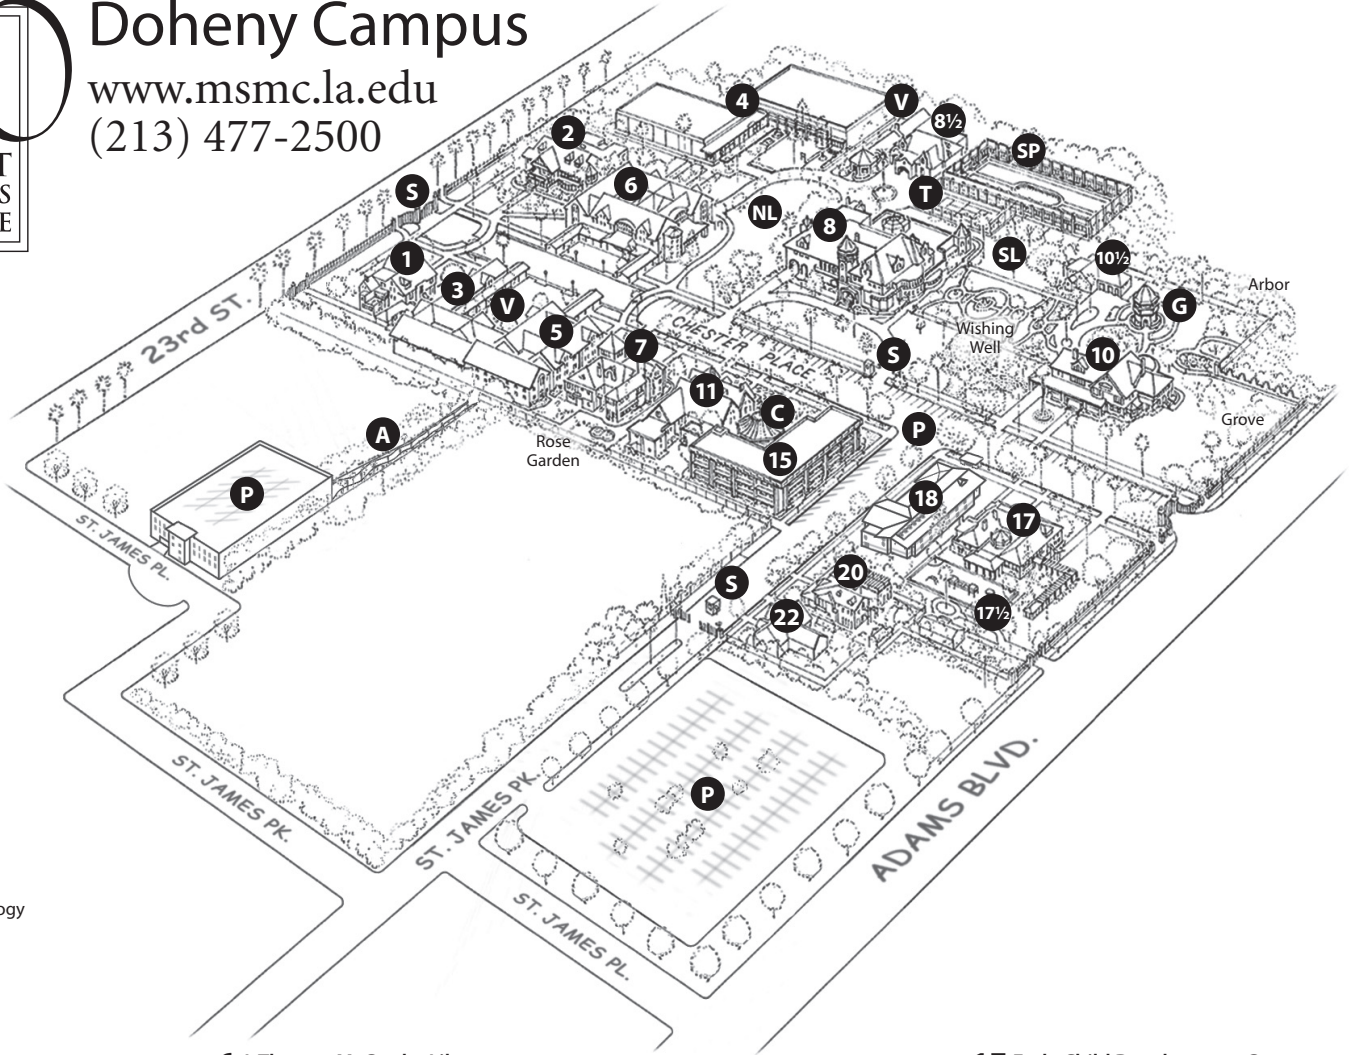 Doheny Campus
www.msmc.la.edu
(213) 477-2500
T
S
E
4
V
8½
2
SP
6
S
T
NL
8
1
SL
10½
3
Arbor
V
G
23rd ST.
5
Wishing
Well
7
CHESTER PLACE
S
10
11
C
Grove
A
P
Rose
Garden
15
P
18
17
ST. JAMES PL.
20
S
17½
22
ST. JAMES PK.
ST. JAMES PK.
P
ADAMS BLVD.
ogy
ST. JAMES PL.